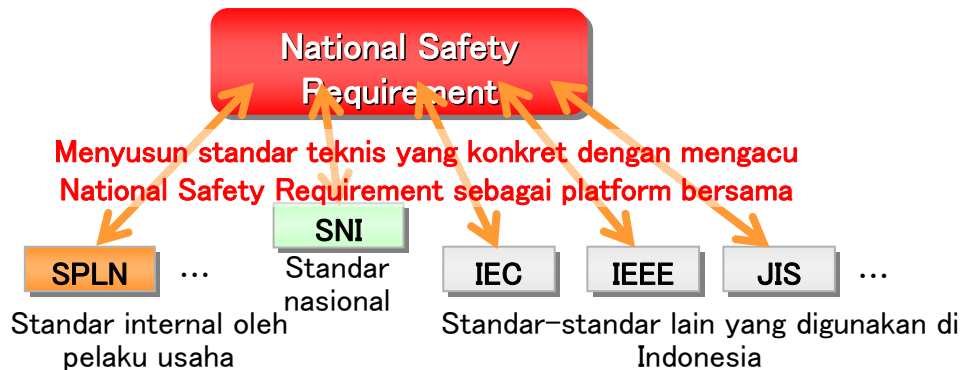 National Safety
Requirement
Menyusun standar teknis yang konkret dengan mengacu
National Safety Requirement sebagai platform bersama
SNI
SPLN
...
Standar
nasional
IEC
IEEE
JIS
...
Standar internal oleh
pelaku usaha
Standar-standar lain yang digunakan di
Indonesia